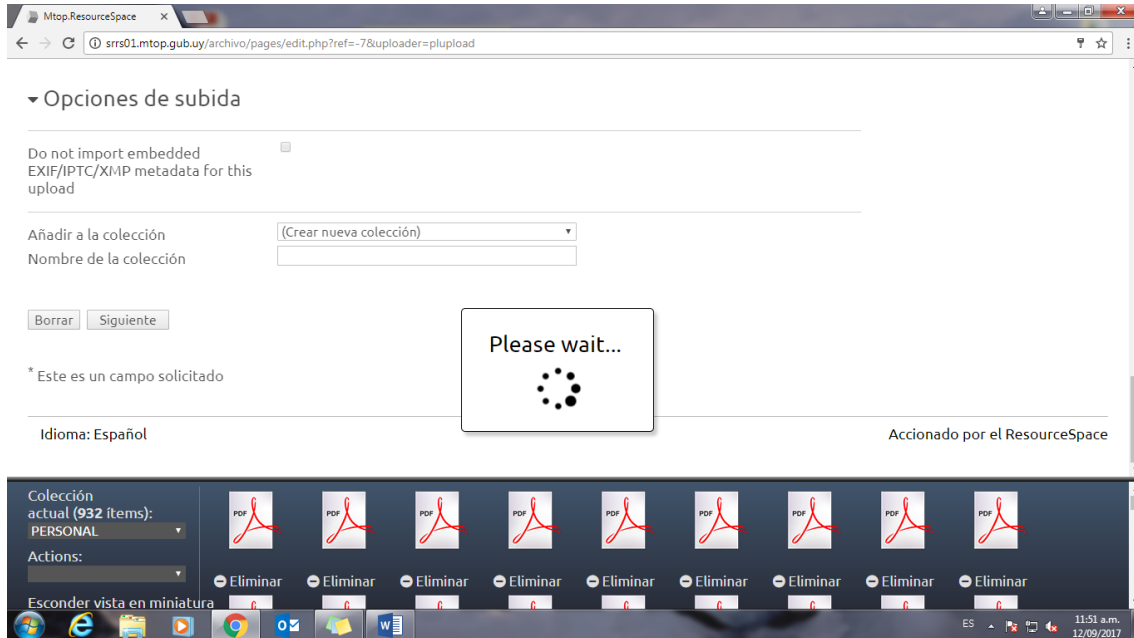 Mtop.ResourceSpace
srrs01.mtop.gub.uy/archivo/pages/edit.php?ref=-7&uploader=plupload
Opciones de subida
Do not import embedded
EXIF/IPTC/XMP metadata for this
upload
Añadir a la colección
(Crear nueva colección)
Nombre de la colección
Borrar
Siguiente
Please wait...
* Este es un campo solicitado
Idioma: Español
Accionado por el ResourceSpace
Colección
actual (932 ítems):
PERSONAL
Actions:
Esconder vista en miniatura
PDF PDF PDF PDF PDF PDF PDF PDF PDF
Eliminar Eliminar Eliminar Eliminar Eliminar Eliminar Eliminar Eliminar Eliminar
ES
11:51 a.m.
12/09/2017